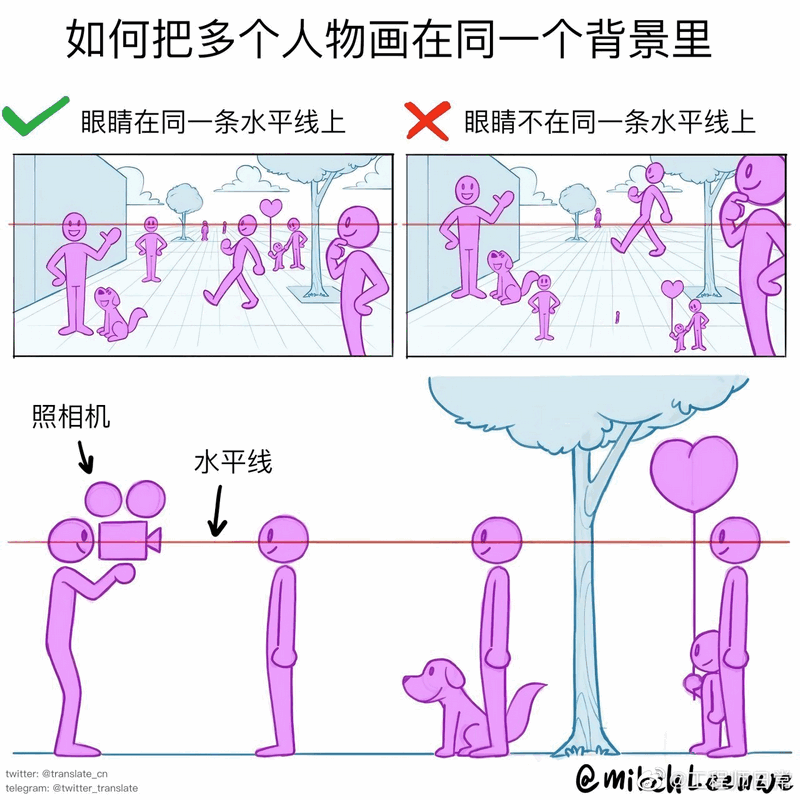 如何把多个人物画在同一个背景里
眼睛在同一条水平线上
眼睛不在同一条水平线上
照相机
水平线
twitter: @translate_cn
telegram: @twitter_translate